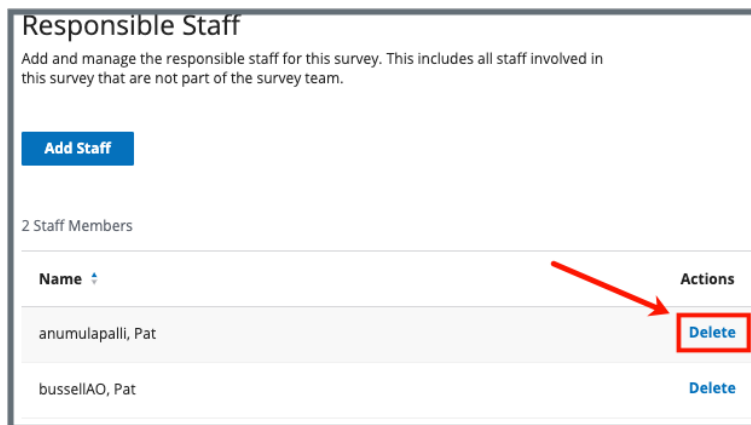 Responsible Staff
Add and manage the responsible staff for this survey. This includes all staff involved in
this survey that are not part of the survey team.
Add Staff
2 Staff Members
Name Actions
anumulapalli, Pat Delete
bussellAO, Pat Delete